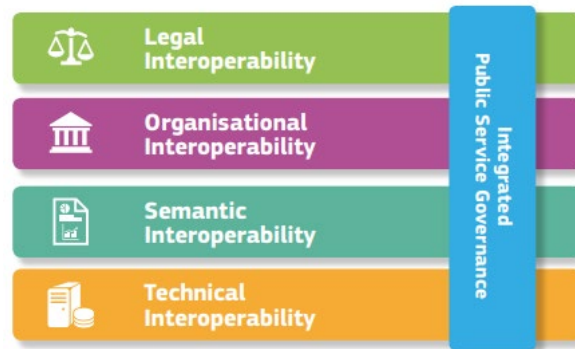 Legal
Interoperability
Organisational
Interoperability
Semantic
Interoperability
Technical
Interoperability
Integrated
Public Service Governance